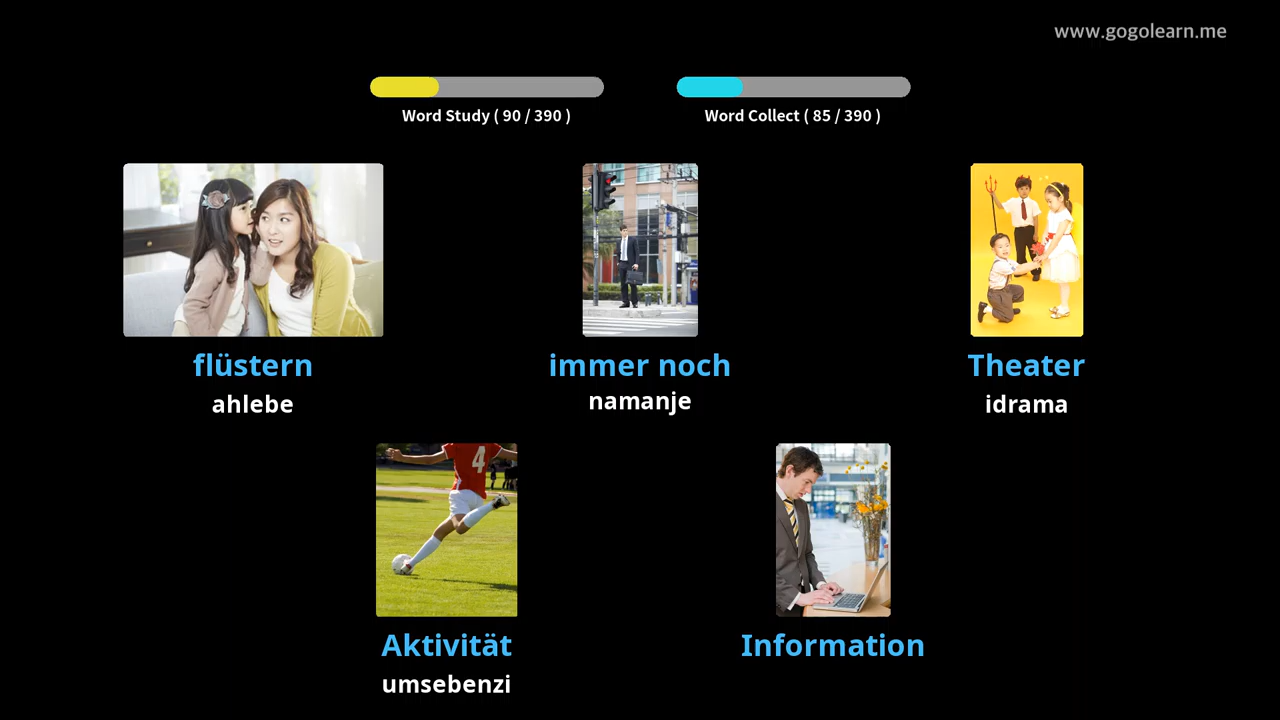 www.gogolearn.me
Word Study ( 90 / 390 )
Word Collect ( 85 / 390 )
flüstern
ahlebe
immer noch
namanje
Theater
idrama
4
Aktivität
umsebenzi
Information